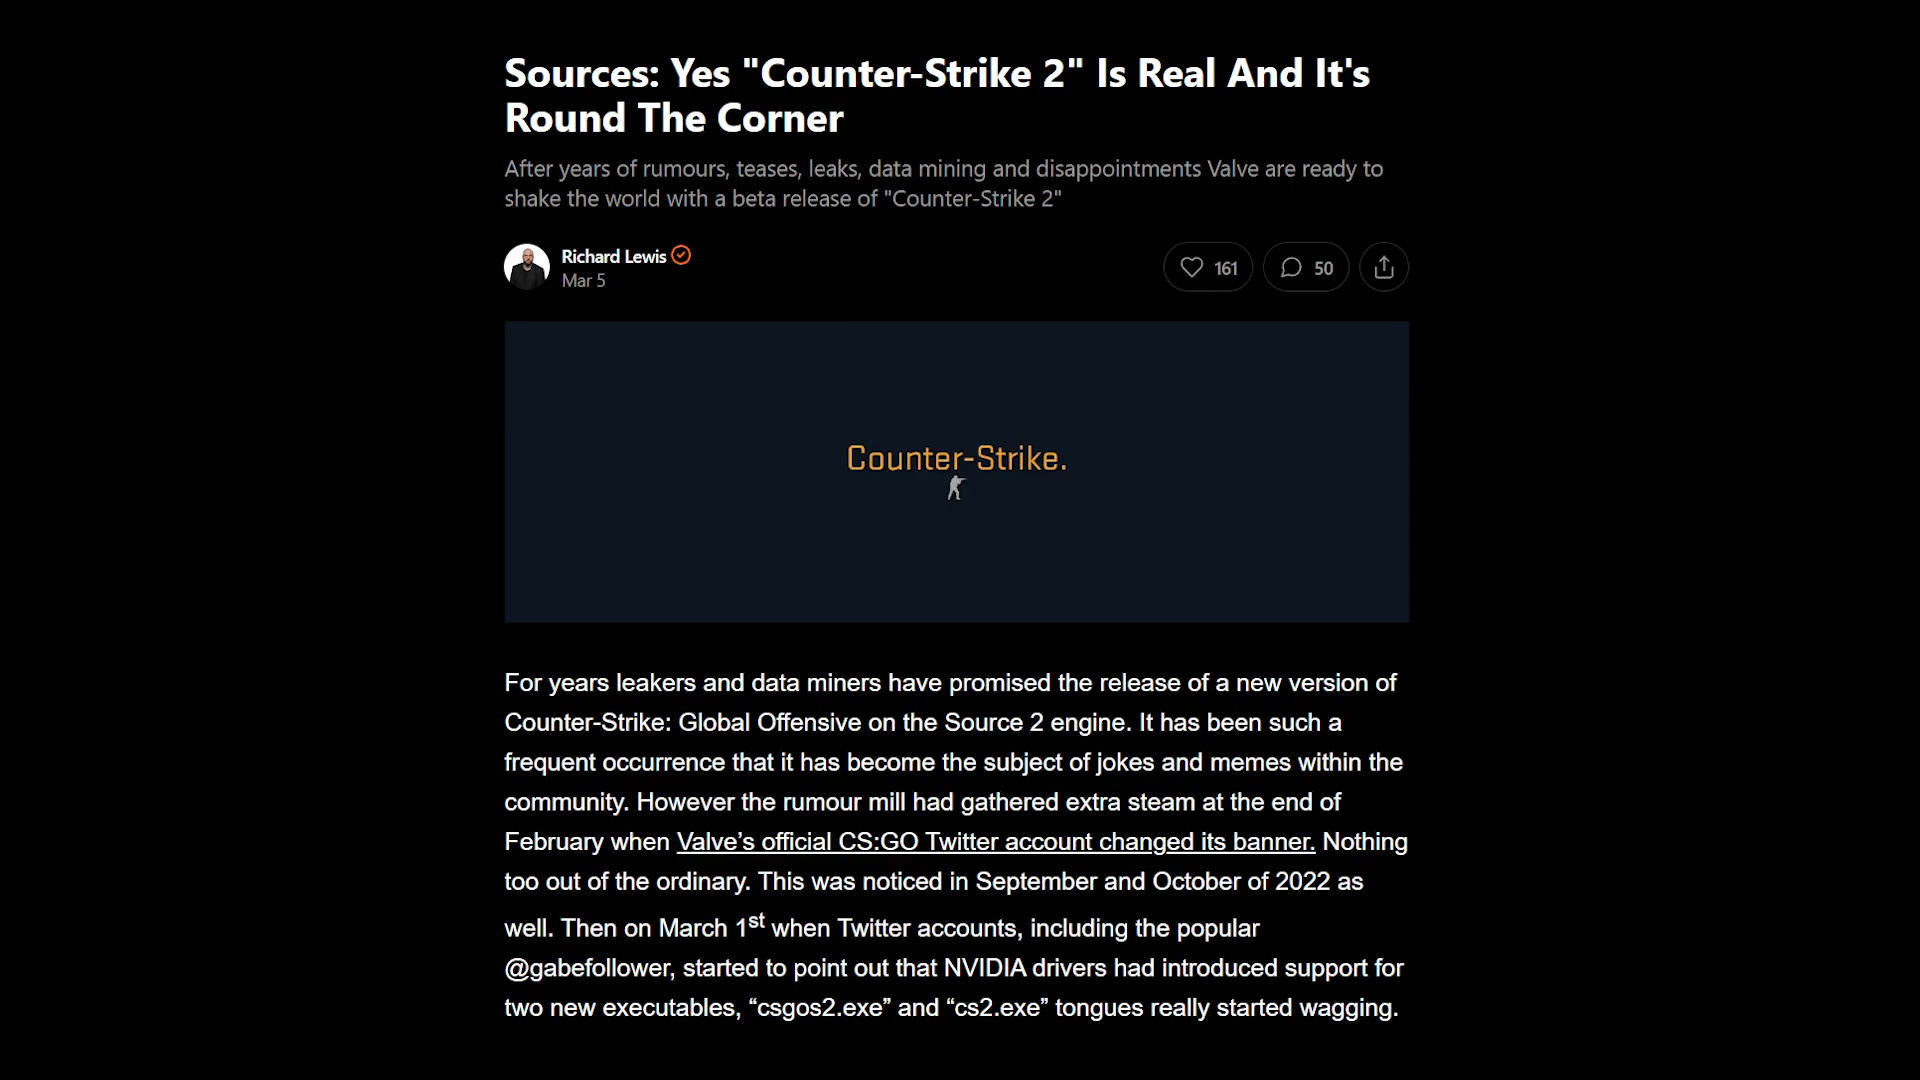 Sources: Yes "Counter-Strike 2" Is Real And It's
Round The Corner
After years of rumours, teases, leaks, data mining and disappointments Valve are ready to
shake the world with a beta release of "Counter-Strike 2"
Richard Lewis
Mar 5
161
50
Counter-Strike.
For years leakers and data miners have promised the release of a new version of
Counter-Strike: Global Offensive on the Source 2 engine. It has been such a
frequent occurrence that it has become the subject of jokes and memes within the
community. However the rumour mill had gathered extra steam at the end of
February when Valve’s official CS:GO Twitter account changed its banner. Nothing
too out of the ordinary. This was noticed in September and October of 2022 as
well. Then on March 1st when Twitter accounts, including the popular
@gabefollower, started to point out that NVIDIA drivers had introduced support for
two new executables, “csgos2.exe” and “cs2.exe” tongues really started wagging.